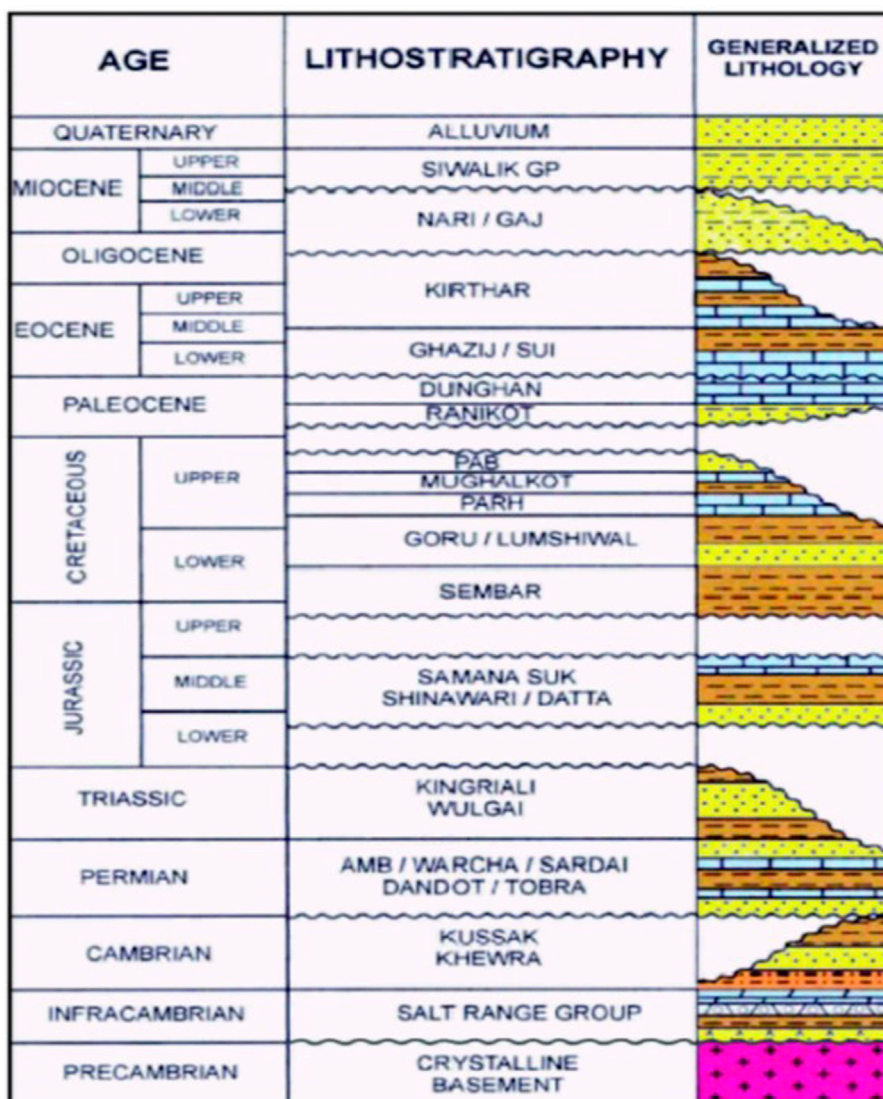 AGE
LITHOSTRATIGRAPHY
GENERALIZED
LITHOLOGY
QUATERNARY
ALLUVIUM
MIOCENE
UPPER
MIDDLE
LOWER
SIWALIK GP
NARI / GAJ
OLIGOCENE
EOCENE
UPPER
MIDDLE
LOWER
KIRTHAR
GHAZIJ / SUI
PALEOCENE
DUNGHAN
RANIKOT
CRETACEOUS
UPPER
LOWER
PAB
MUGHALKOT
PARH
GORU / LUMSHIWAL
SEMBAR
JURASSIC
UPPER
MIDDLE
LOWER
SAMANA SUK
SHINAWARI / DATTA
TRIASSIC
KINGRIALI
WULGAI
PERMIAN
AMB / WARCHA / SARDAI
DANDOT / TOBRA
CAMBRIAN
KUSSAK
KHEWRA
INFRACAMBRIAN
SALT RANGE GROUP
PRECAMBRIAN
CRYSTALLINE
BASEMENT